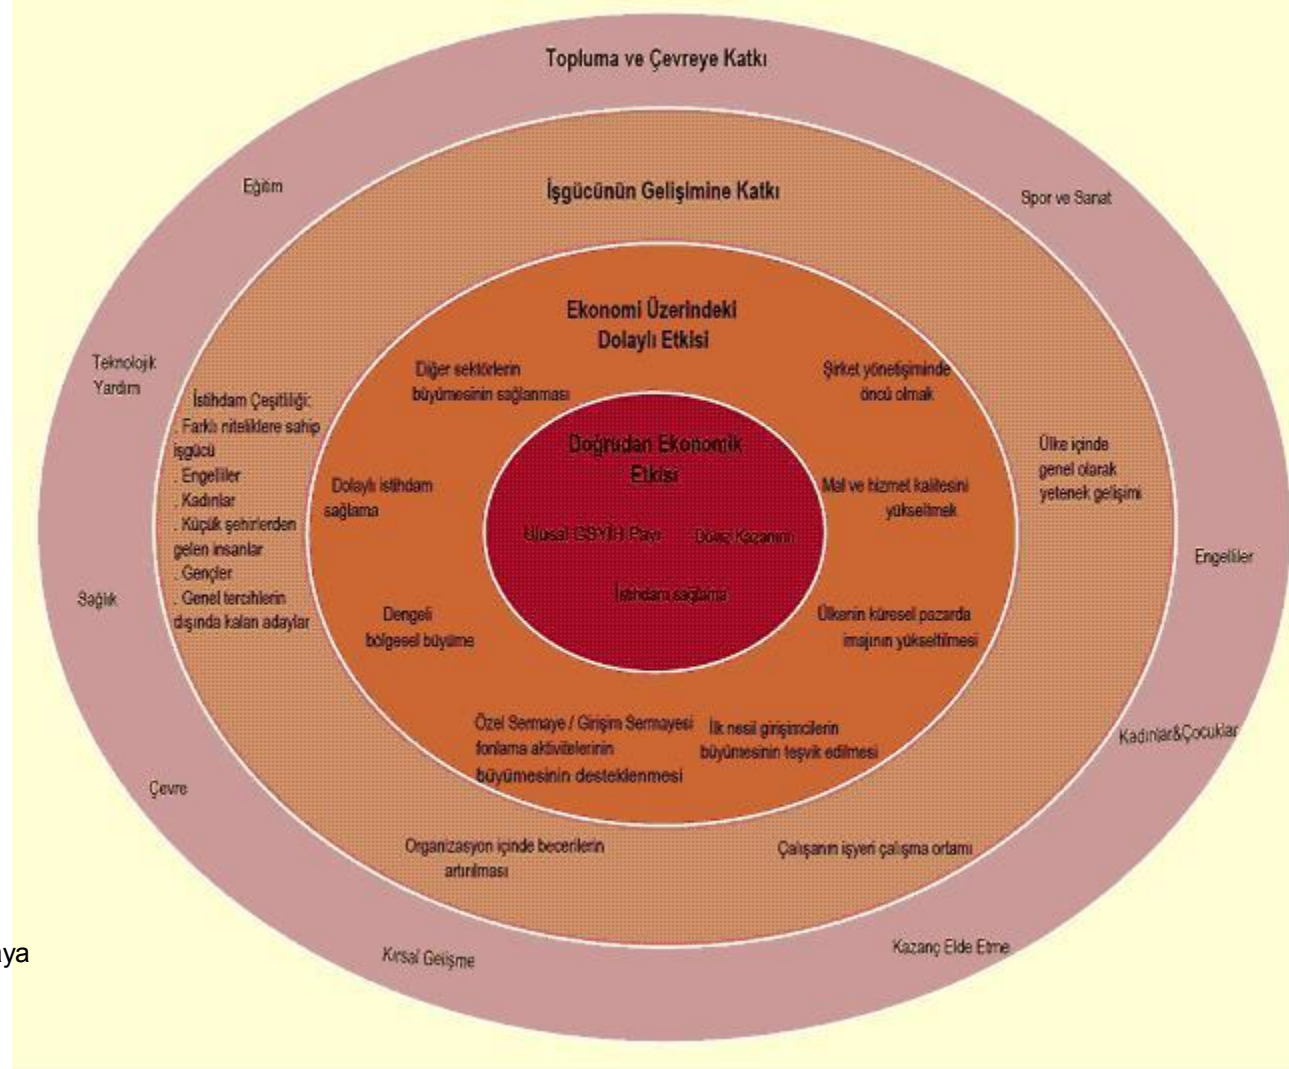 Topluma ve Çevreye Katkı
Eğitim
Spor ve Sanat
Teknolojik
Yardım
Sağlık
Çevre
Kırsal Gelişme
Kazanç Elde Etme
Kadınlar&Çocuklar
Engelliler
İşgücünün Gelişimine Katkı
İstihdam Çeşitliliği:
. Farklı niteliklere sahip
işgücü
. Engelliler
. Kadınlar
. Küçük şehirlerden
gelen insanlar
. Gençler
. Genel tercihlerin
dışında kalan adaylar
Ülke içinde
genel olarak
yetenek gelişimi
Organizasyon içinde becerilerin
artırılması
Çalışanın işyeri çalışma ortamı
Ekonomi Üzerindeki
Dolaylı Etkisi
Diğer sektörlerin
büyümesinin sağlanması
Şirket yönetişiminde
öncü olmak
Dolaylı istihdam
sağlama
Mal ve hizmet kalitesini
yükseltmek
Dengeli
bölgesel büyüme
Ülkenin küresel pazarda
imajının yükseltilmesi
Özel Sermaye / Girişim Sermayesi
fonlama aktivitelerinin
büyümesinin desteklenmesi
İlk nesil girişimcilerin
büyümesinin teşvik edilmesi
Doğrudan Ekonomik
Etkisi
Ulusal GSYİH Payı
Döviz Kazanımı
İstihdam sağlama